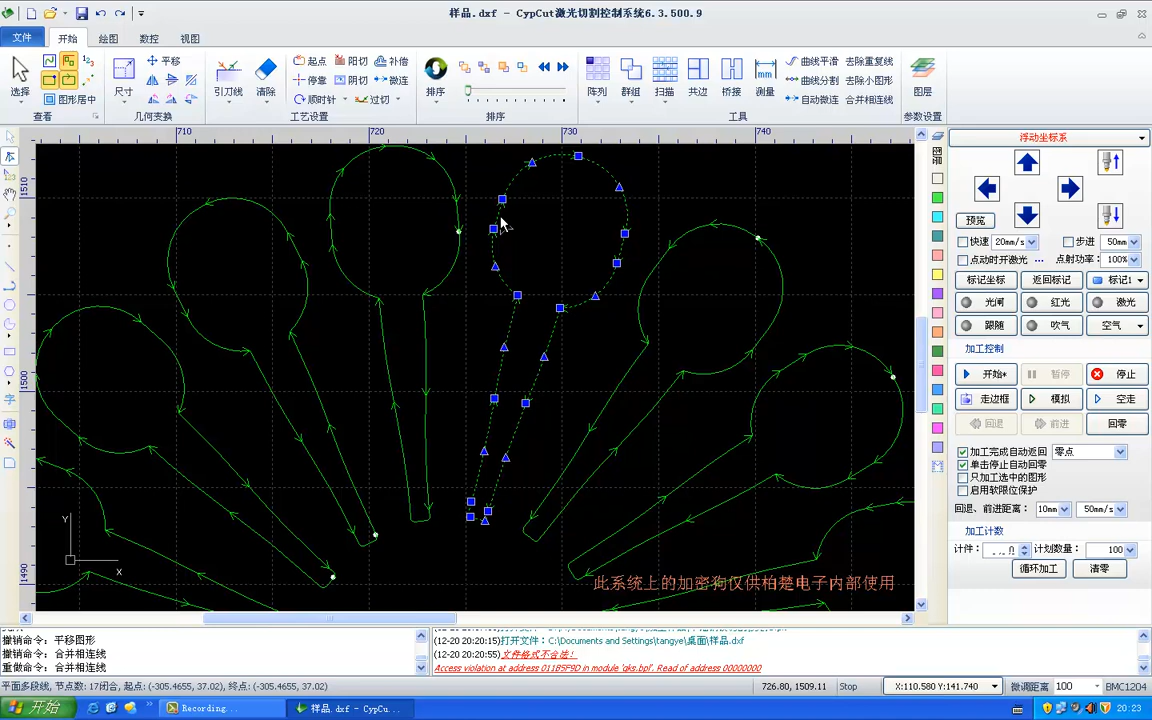 样品.dxf - CypCut激光切割控制系统6.3.500.9
文件 开始 绘图 数控 视图
选择
图形居中
查看
尺寸
平移
几何变换
引刀线
清除
起点 阳切 补偿
停靠 阴切 微连
顺时针 过切
工艺设置
排序
排序
阵列
群组
扫描
共边
桥接
测量
曲线平滑 去除重复线
曲线分割 去除小图形
自动微连 合并相连线
工具
图层
参数设置
710 720 730 740
1510
1500
1490
Y
X
此系统上的加密狗仅供柏楚电子内部使用
浮动坐标系
预览
快速 20mm/s 步进 50mm
点动时开激光 ... 点射功率: 100%
标记坐标 返回标记 标记1
光闸 红光 激光
跟随 吹气 空气
加工控制
开始* 暂停 停止
走边框 模拟 空走
回退 前进 回零
加工完成自动返回 零点
单击停止自动回零
只加工选中的图形
启用软限位保护
回退、前进距离: 10mm 50mm/s
加工计数
计件: 计划数量: 100
循环加工 清零
撤销命令: 平移图形
撤销命令: 合并相连线
重做命令: 合并相连线
(12-20 20:20:15)打开文件: C:\Documents and Settings\tangye\桌面\样品.dxf
(12-20 20:20:55)文件格式不合法!
Access violation at address 011B5F9D in module 'qks.bpl'. Read of address 00000000
平面多段线, 节点数: 17闭合, 起点: (-305.4655, 37.02), 终点: (-305.4655, 37.02)
726.80, 1509.11 Stop X:110.580 Y:141.740 微调距离 100 BMC1204
开始 Recording... 样品.dxf - CypCu... 20:23